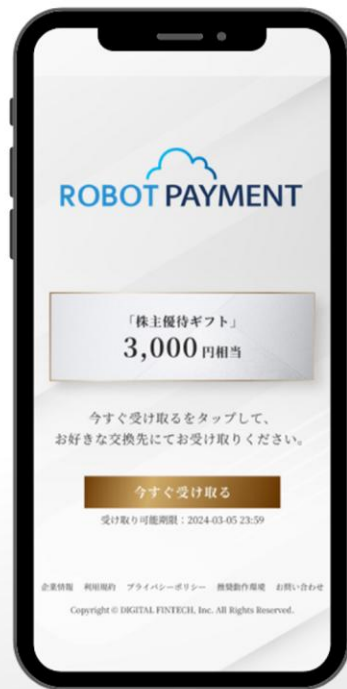 ROBOT PAYMENT
「株主優待ギフト」
3,000円相当
今すぐ受け取るをタップして、
お好きな交換先にてお受け取りください。
今すぐ受け取る
受け取り可能期限：2024-03-05 23:59
企業情報 利用規約 プライバシーポリシー 推奨動作環境 お問い合わせ
Copyright © DIGITAL FINTECH, Inc. All Rights Reserved.